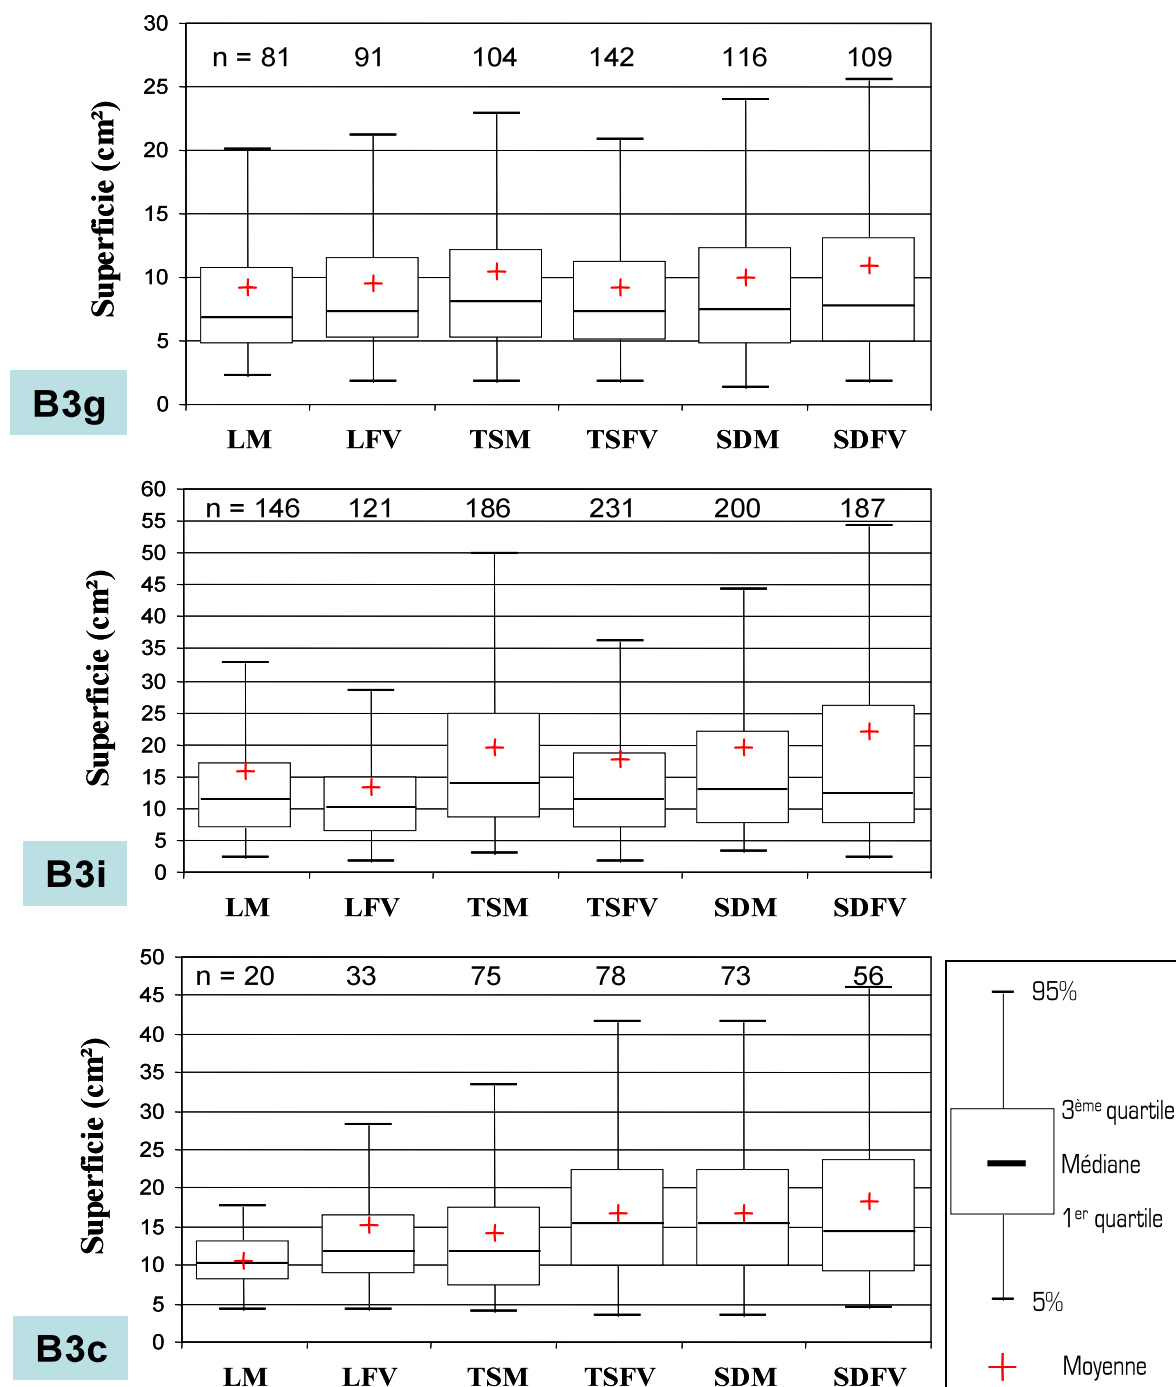 30
n = 81 91 104 142 116 109
25
20
15
10
5
0
Superficie (cm²)
B3g
LM LFV TSM TSFV SDM SDFV
60
n = 146 121 186 231 200 187
55
50
45
40
35
30
25
20
15
10
5
0
Superficie (cm²)
B3i
LM LFV TSM TSFV SDM SDFV
50
n = 20 33 75 78 73 56
45
40
35
30
25
20
15
10
5
0
Superficie (cm²)
B3c
LM LFV TSM TSFV SDM SDFV
95%
3ème quartile
Médiane
1er quartile
5%
Moyenne